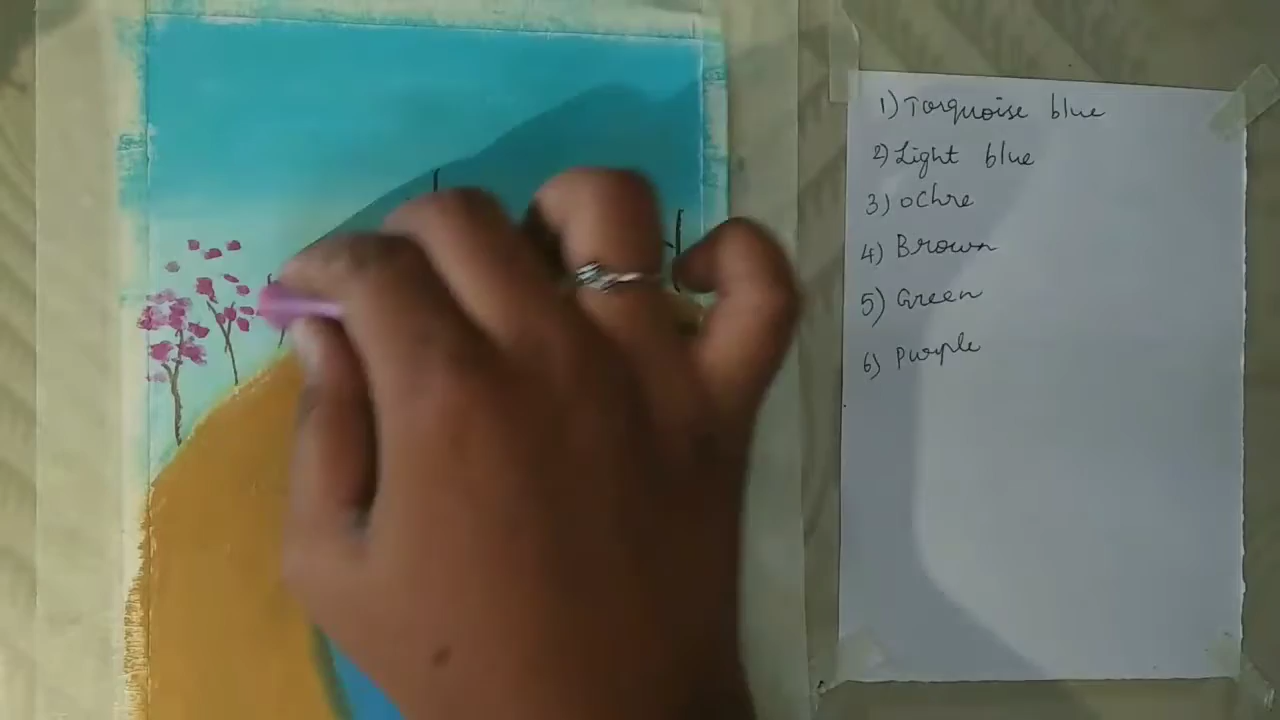 1) Torquoise blue
2) Light blue
3) ochre
4) Brown
5) Green
6) Purple